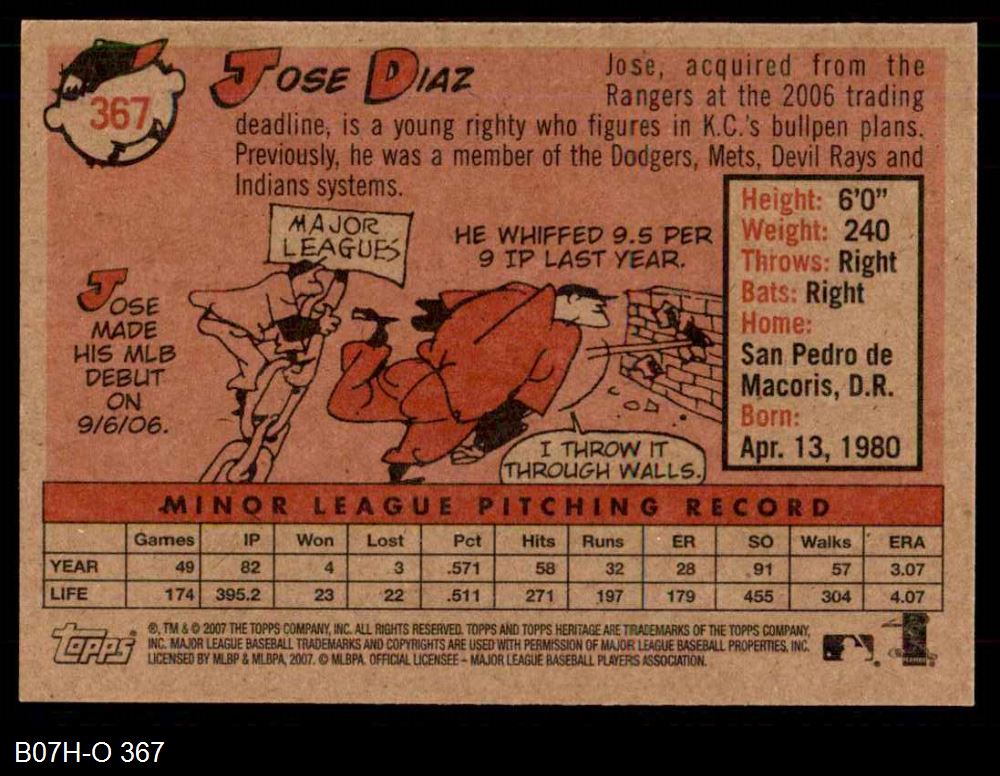 367
JOSE DIAZ
Jose, acquired from the
Rangers at the 2006 trading
deadline, is a young righty who figures in K.C.'s bullpen plans.
Previously, he was a member of the Dodgers, Mets, Devil Rays and
Indians systems.
MAJOR
LEAGUES
HE WHIFFED 9.5 PER
9 IP LAST YEAR.
JOSE
MADE
HIS MLB
DEBUT
ON
9/6/06.
I THROW IT
THROUGH WALLS.
Height: 6'0"
Weight: 240
Throws: Right
Bats: Right
Home:
San Pedro de
Macoris, D.R.
Born:
Apr. 13, 1980
MINOR LEAGUE PITCHING RECORD
Games IP Won Lost Pct Hits Runs ER SO Walks ERA
YEAR 49 82 4 3 .571 58 32 28 91 57 3.07
LIFE 174 395.2 23 22 .511 271 197 179 455 304 4.07
topps
®, TM & © 2007 THE TOPPS COMPANY, INC. ALL RIGHTS RESERVED. TOPPS AND TOPPS HERITAGE ARE TRADEMARKS OF THE TOPPS COMPANY,
INC. MAJOR LEAGUE BASEBALL TRADEMARKS AND COPYRIGHTS ARE USED WITH PERMISSION OF MAJOR LEAGUE BASEBALL PROPERTIES, INC.
LICENSED BY MLBP & MLBPA, 2007. © MLBPA. OFFICIAL LICENSEE - MAJOR LEAGUE BASEBALL PLAYERS ASSOCIATION.
B07H-O 367